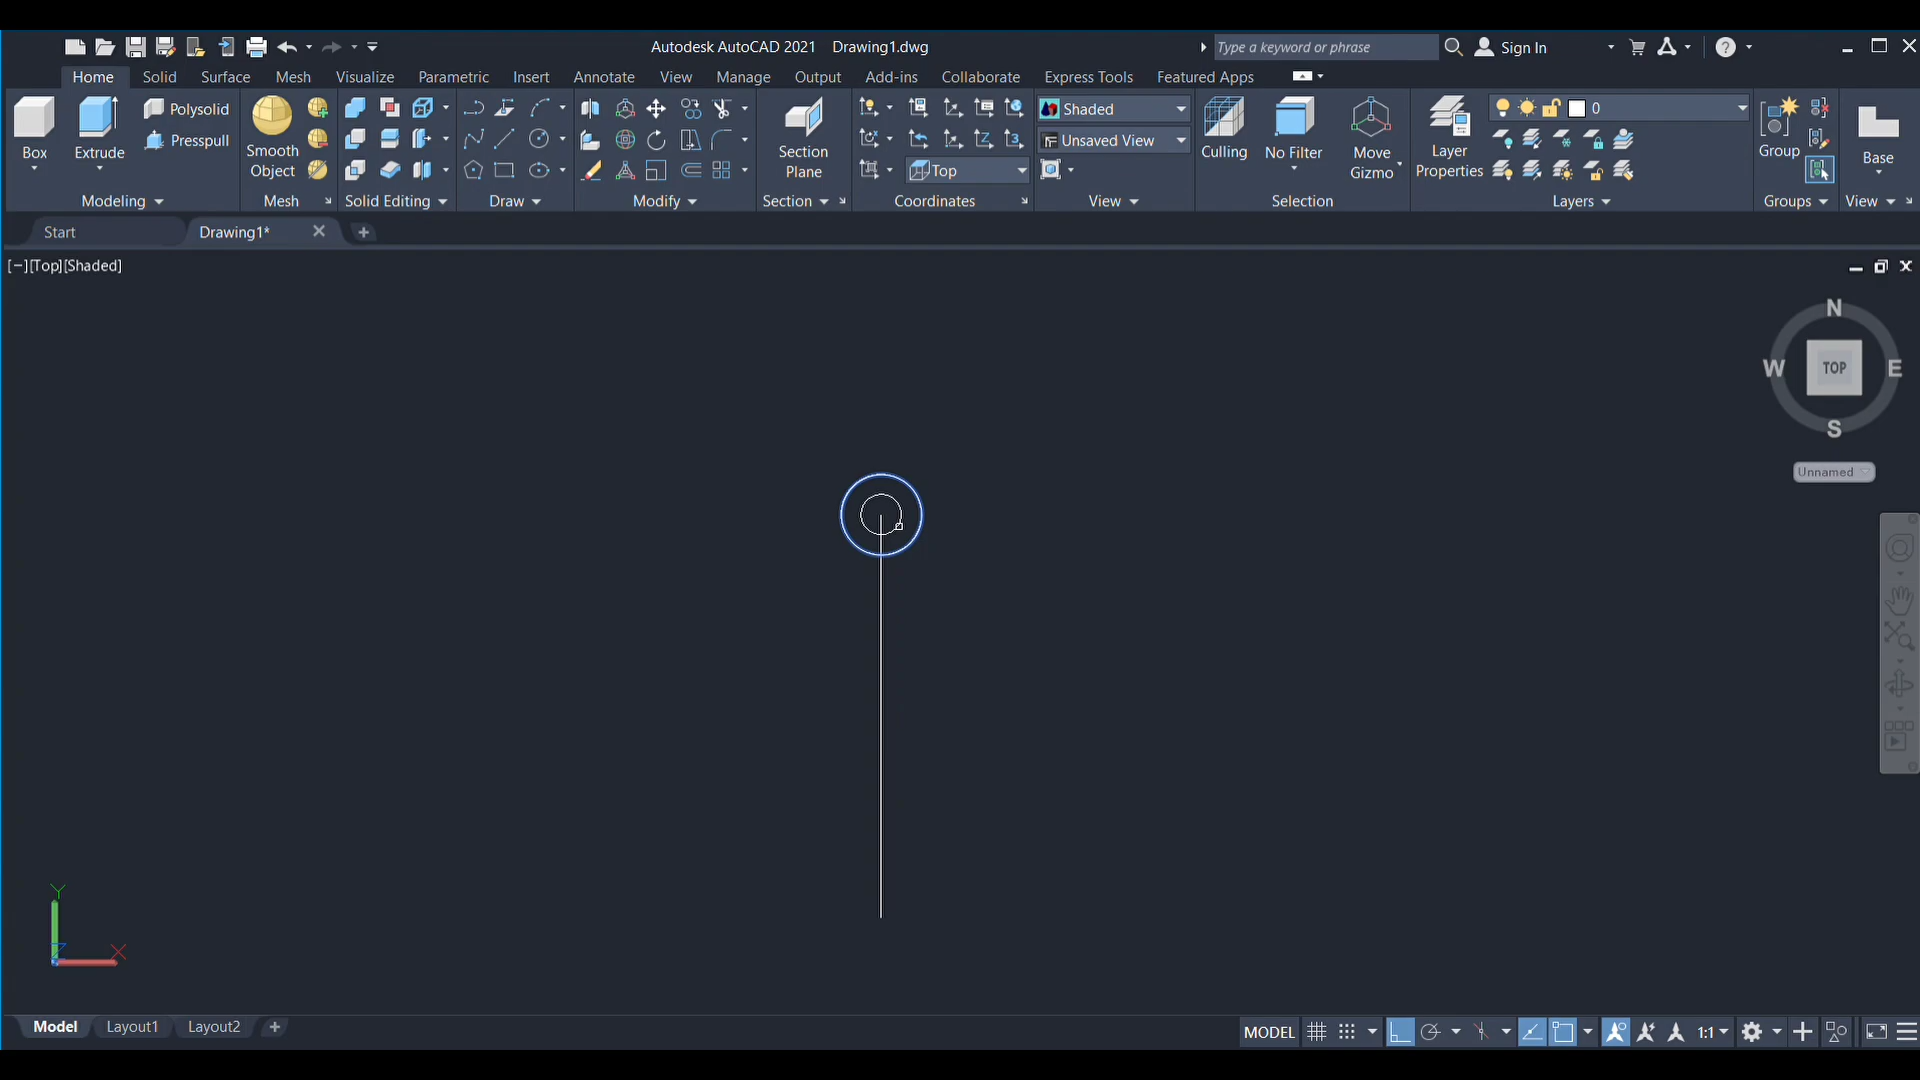 Autodesk AutoCAD 2021 Drawing1.dwg Type a keyword or phrase Sign In
Home Solid Surface Mesh Visualize Parametric Insert Annotate View Manage Output Add-ins Collaborate Express Tools Featured Apps
Box Extrude Polysolid Presspull Smooth Object Section Plane Top Shaded Unsaved View Culling No Filter Move Gizmo Layer Properties 0 Group Base
Modeling Mesh Solid Editing Draw Modify Section Coordinates View Selection Layers Groups View
Start Drawing1*
[−][Top][Shaded]
N
W TOP E
S
Unnamed
Y
X
Model Layout1 Layout2 MODEL 1:1